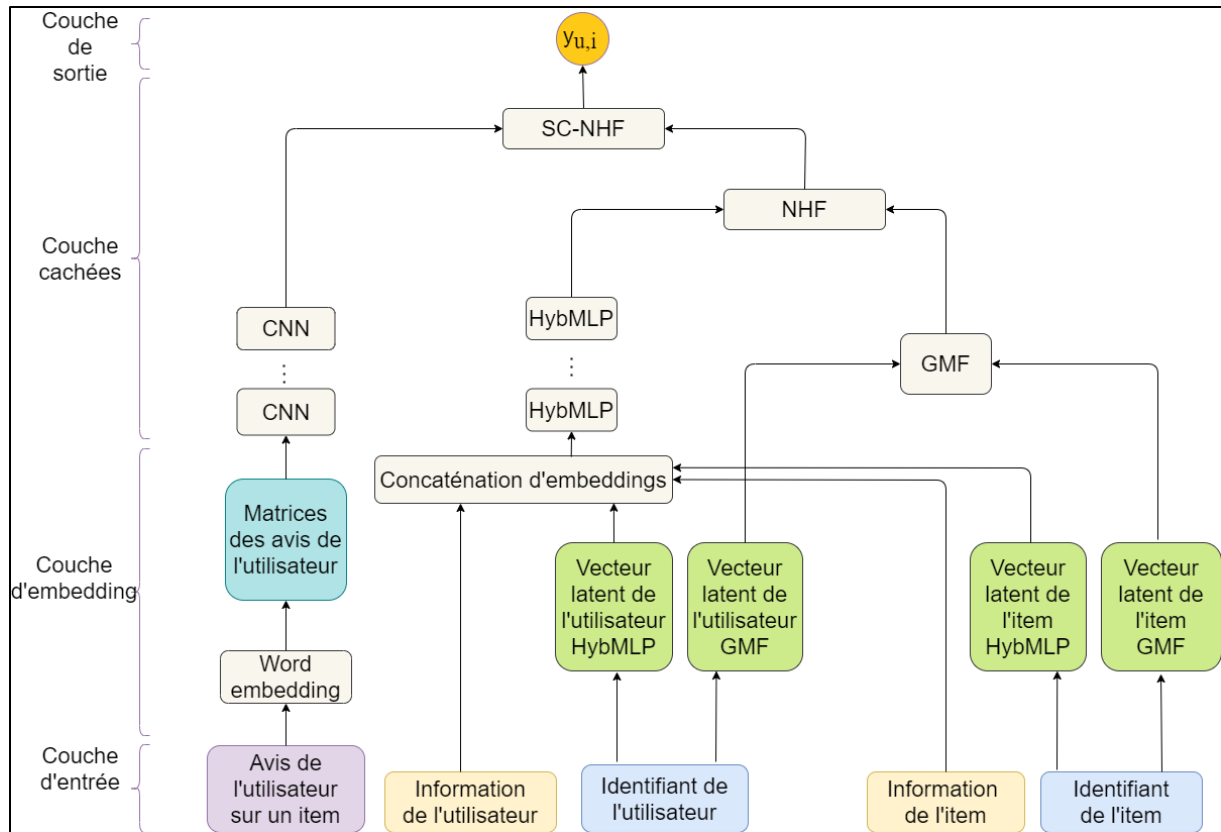 Couche
de
sortie
yu,i
SC-NHF
NHF
Couche
cachées
CNN
HybMLP
GMF
CNN
HybMLP
Concaténation d'embeddings
Couche
d'embedding
Matrices
des avis de
l'utilisateur
Vecteur
latent de
l'utilisateur
HybMLP
Vecteur
latent de
l'utilisateur
GMF
Vecteur
latent de
l'item
HybMLP
Vecteur
latent de
l'item
GMF
Word
embedding
Couche
d'entrée
Avis de
l'utilisateur
sur un item
Information
de l'utilisateur
Identifiant de
l'utilisateur
Information
de l'item
Identifiant
de l'item